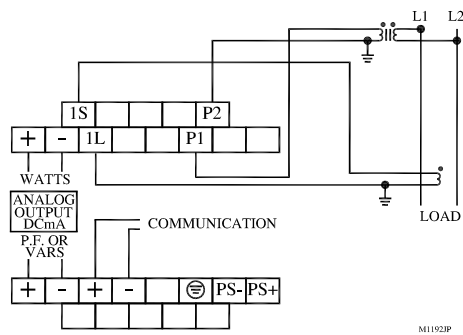 L1 L2
1S P2
+ - 1L P1
WATTS
ANALOG
OUTPUT
DCmA
P.F. OR
VARS
COMMUNICATION
LOAD
+ - + - PS- PS+
M1192JP